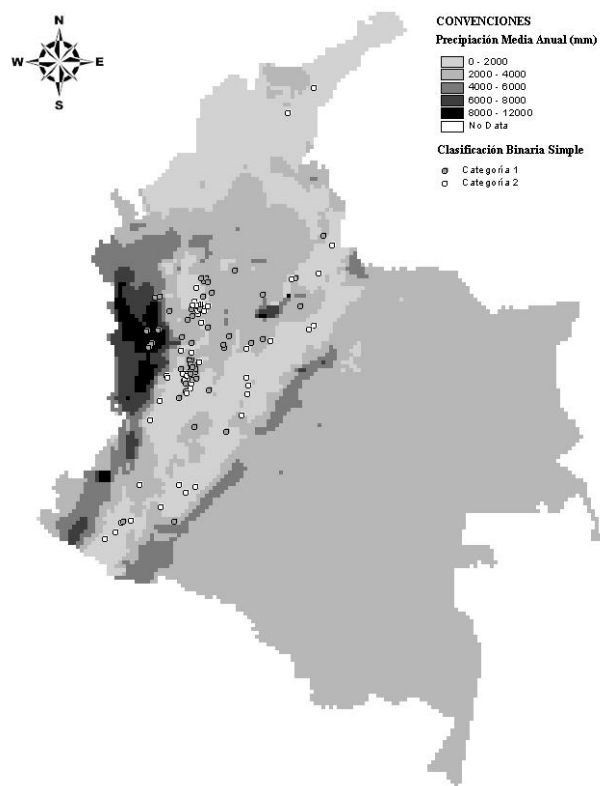 N
W E
S
CONVENCIONES
Precipiación Media Anual (mm)
0 - 2000
2000 - 4000
4000 - 6000
6000 - 8000
8000 - 12000
No Data
Clasificación Binaria Simple
Categoría 1
Categoría 2